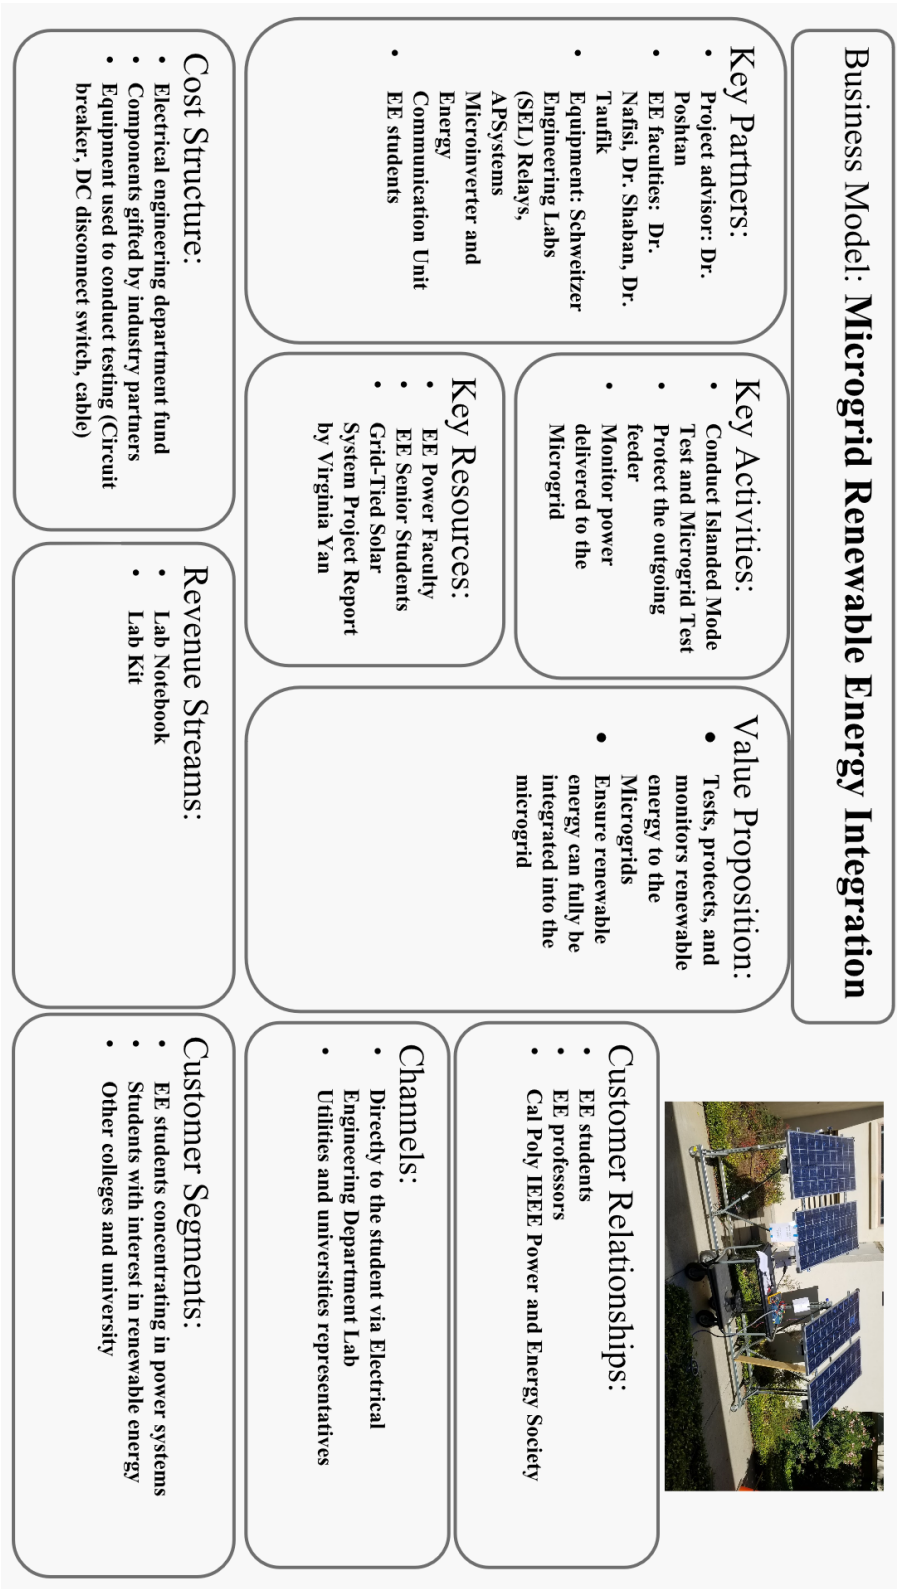 Business Model: Microgrid Renewable Energy Integration
Key Partners:
• Project advisor: Dr.
Poshtan
• EE faculties: Dr.
Nafisi, Dr. Shaban, Dr.
Taufik
• Equipment: Schweitzer
Engineering Labs
(SEL) Relays,
APSystems
Microinverter and
Energy
Communication Unit
• EE students
Key Activities:
• Conduct Islanded Mode
Test and Microgrid Test
• Protect the outgoing
feeder
• Monitor power
delivered to the
Microgrid
Key Resources:
• EE Power Faculty
• EE Senior Students
• Grid-Tied Solar
System Project Report
by Virginia Yan
Value Proposition:
• Tests, protects, and
monitors renewable
energy to the
Microgrids
• Ensure renewable
energy can fully be
integrated into the
microgrid
Customer Relationships:
• EE students
• EE professors
• Cal Poly IEEE Power and Energy Society
Channels:
• Directly to the student via Electrical
Engineering Department Lab
• Utilities and universities representatives
Cost Structure:
• Electrical engineering department fund
• Components gifted by industry partners
• Equipment used to conduct testing (Circuit
breaker, DC disconnect switch, cable)
Revenue Streams:
• Lab Notebook
• Lab Kit
Customer Segments:
• EE students concentrating in power systems
• Students with interest in renewable energy
• Other colleges and university